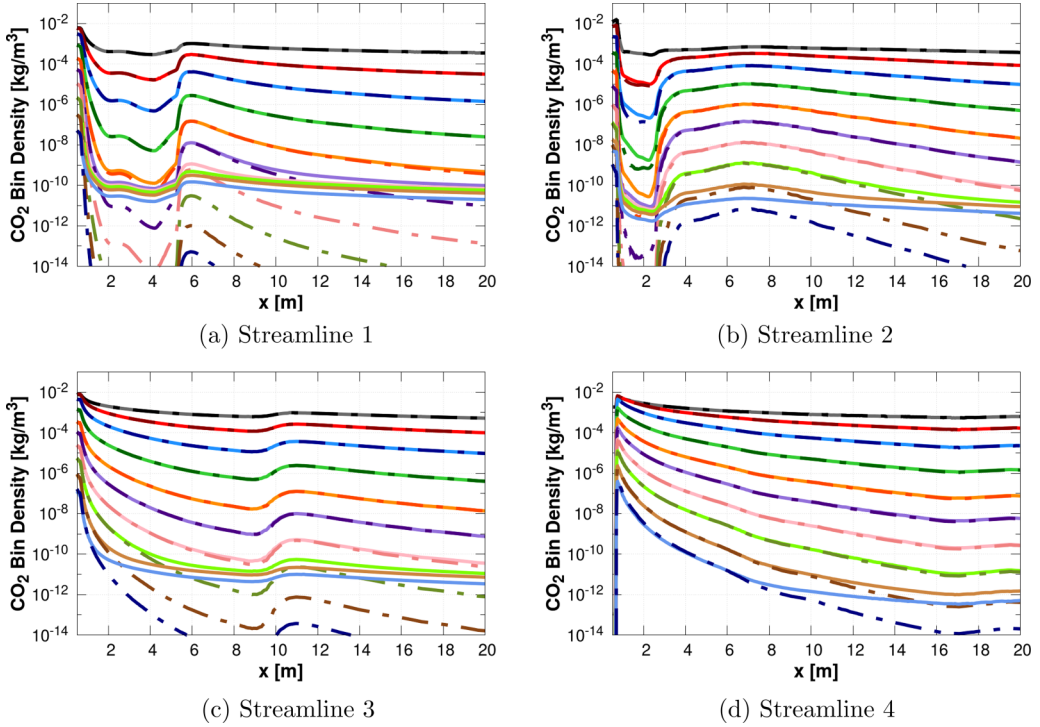 CO₂ Bin Density [kg/m³]
10⁻²
10⁻⁴
10⁻⁶
10⁻⁸
10⁻¹⁰
10⁻¹²
10⁻¹⁴
2 4 6 8 10 12 14 16 18 20
x [m]
(a) Streamline 1
CO₂ Bin Density [kg/m³]
10⁻²
10⁻⁴
10⁻⁶
10⁻⁸
10⁻¹⁰
10⁻¹²
10⁻¹⁴
2 4 6 8 10 12 14 16 18 20
x [m]
(b) Streamline 2
CO₂ Bin Density [kg/m³]
10⁻²
10⁻⁴
10⁻⁶
10⁻⁸
10⁻¹⁰
10⁻¹²
10⁻¹⁴
2 4 6 8 10 12 14 16 18 20
x [m]
(c) Streamline 3
CO₂ Bin Density [kg/m³]
10⁻²
10⁻⁴
10⁻⁶
10⁻⁸
10⁻¹⁰
10⁻¹²
10⁻¹⁴
2 4 6 8 10 12 14 16 18 20
x [m]
(d) Streamline 4